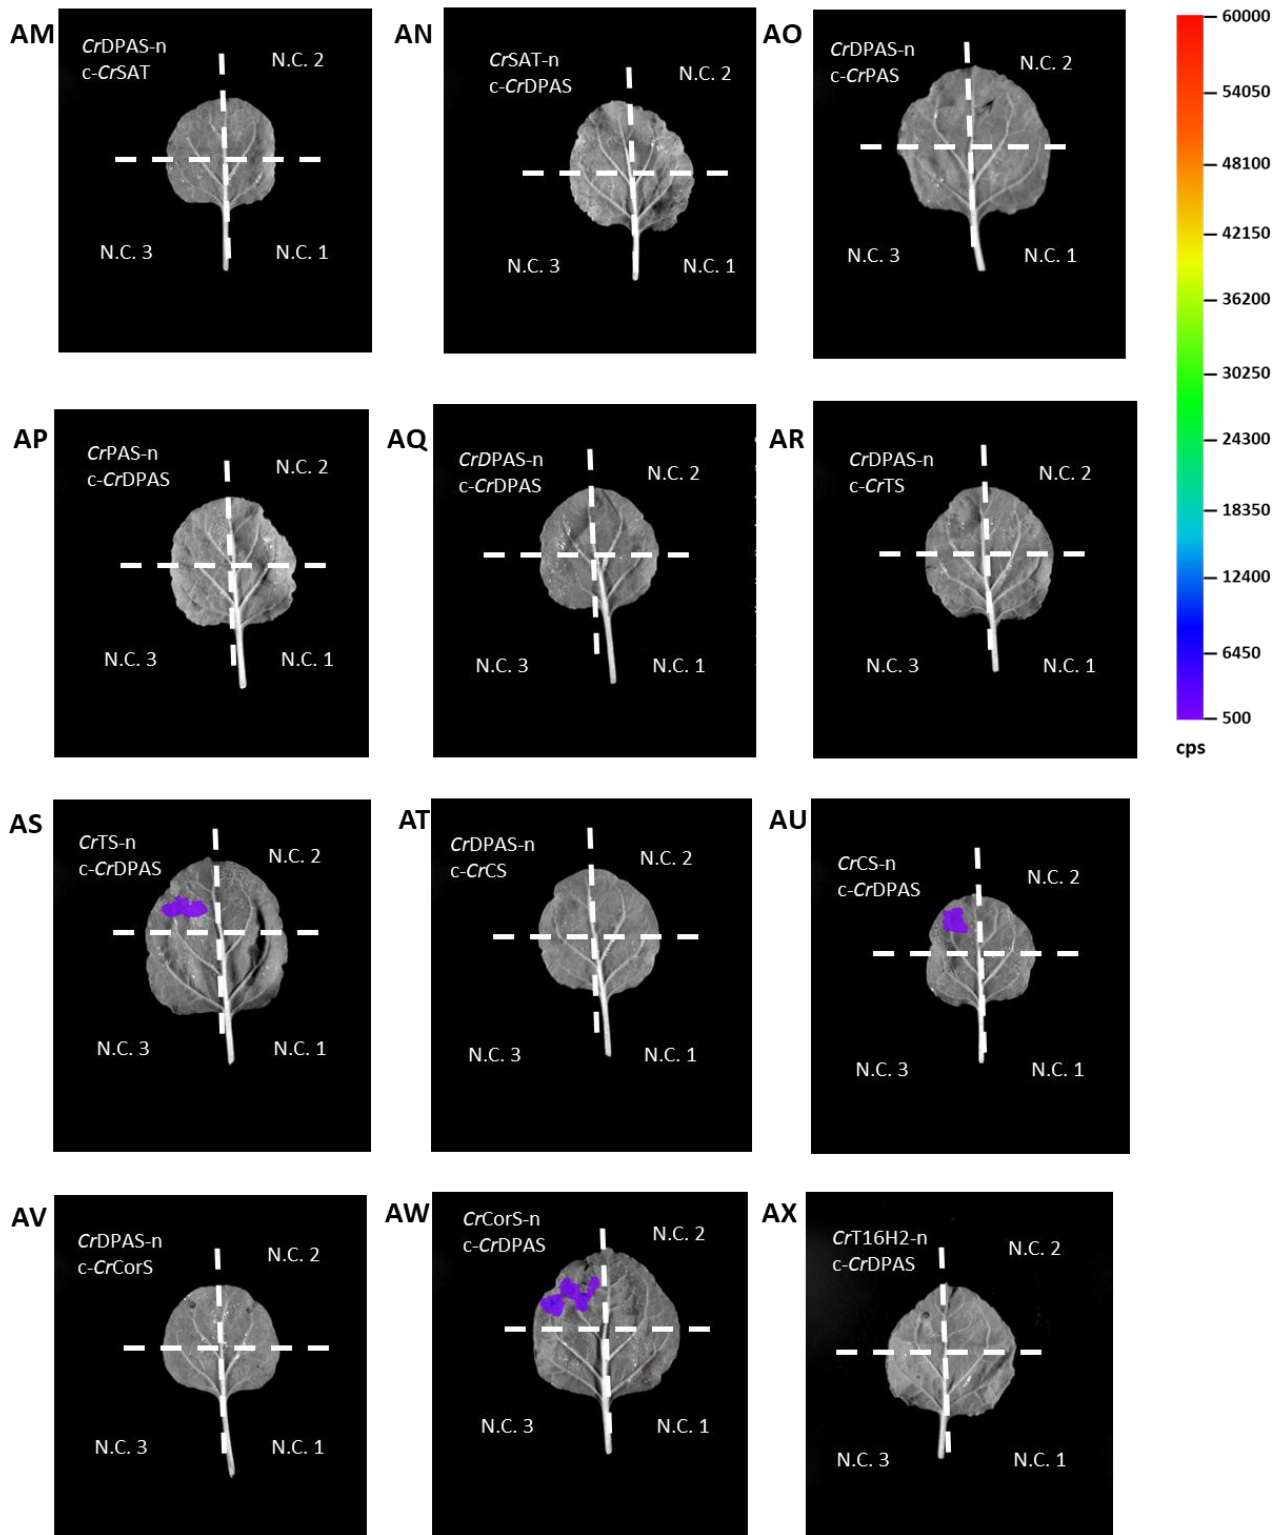 AM
CrDPAS-n
c-CrSAT
N.C. 2
N.C. 3
N.C. 1
AN
CrSAT-n
c-CrDPAS
N.C. 2
N.C. 3
N.C. 1
AO
CrDPAS-n
c-CrPAS
N.C. 2
N.C. 3
N.C. 1
60000
54050
48100
42150
36200
30250
24300
18350
12400
6450
500
cps
AP
CrPAS-n
c-CrDPAS
N.C. 2
N.C. 3
N.C. 1
AQ
CrDPAS-n
c-CrDPAS
N.C. 2
N.C. 3
N.C. 1
AR
CrDPAS-n
c-CrTS
N.C. 2
N.C. 3
N.C. 1
AS
CrTS-n
c-CrDPAS
N.C. 2
N.C. 3
N.C. 1
AT
CrDPAS-n
c-CrCS
N.C. 2
N.C. 3
N.C. 1
AU
CrCS-n
c-CrDPAS
N.C. 2
N.C. 3
N.C. 1
AV
CrDPAS-n
c-CrCorS
N.C. 2
N.C. 3
N.C. 1
AW
CrCorS-n
c-CrDPAS
N.C. 2
N.C. 3
N.C. 1
AX
CrT16H2-n
c-CrDPAS
N.C. 2
N.C. 3
N.C. 1